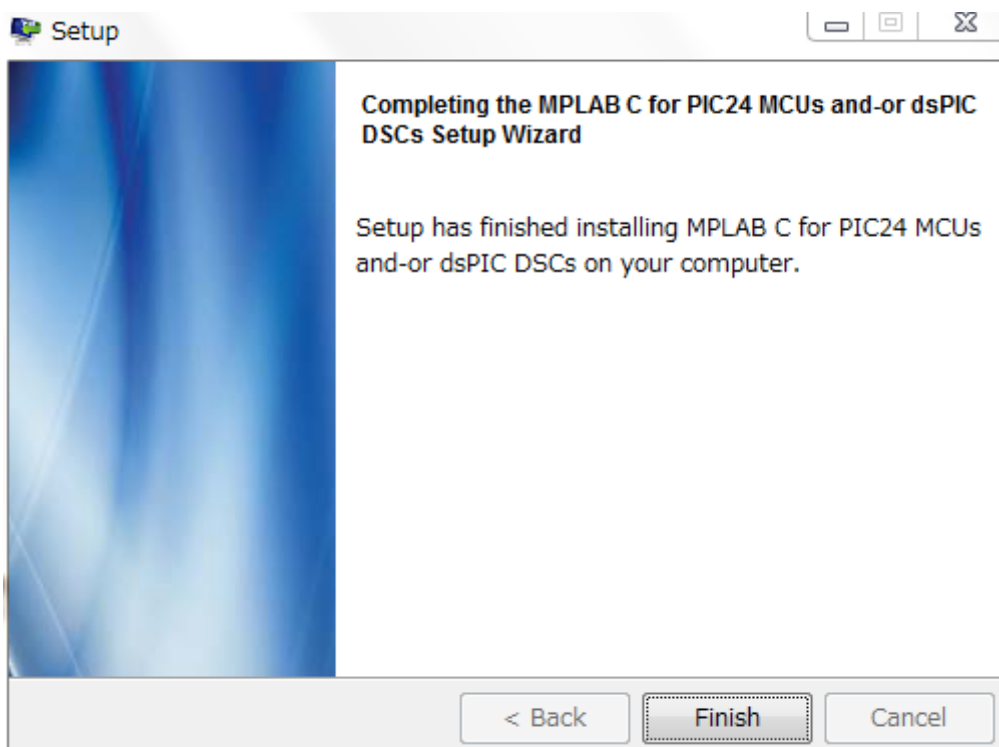 Setup
Completing the MPLAB C for PIC24 MCUs and-or dsPIC
DSCs Setup Wizard
Setup has finished installing MPLAB C for PIC24 MCUs
and-or dsPIC DSCs on your computer.
< Back Finish Cancel